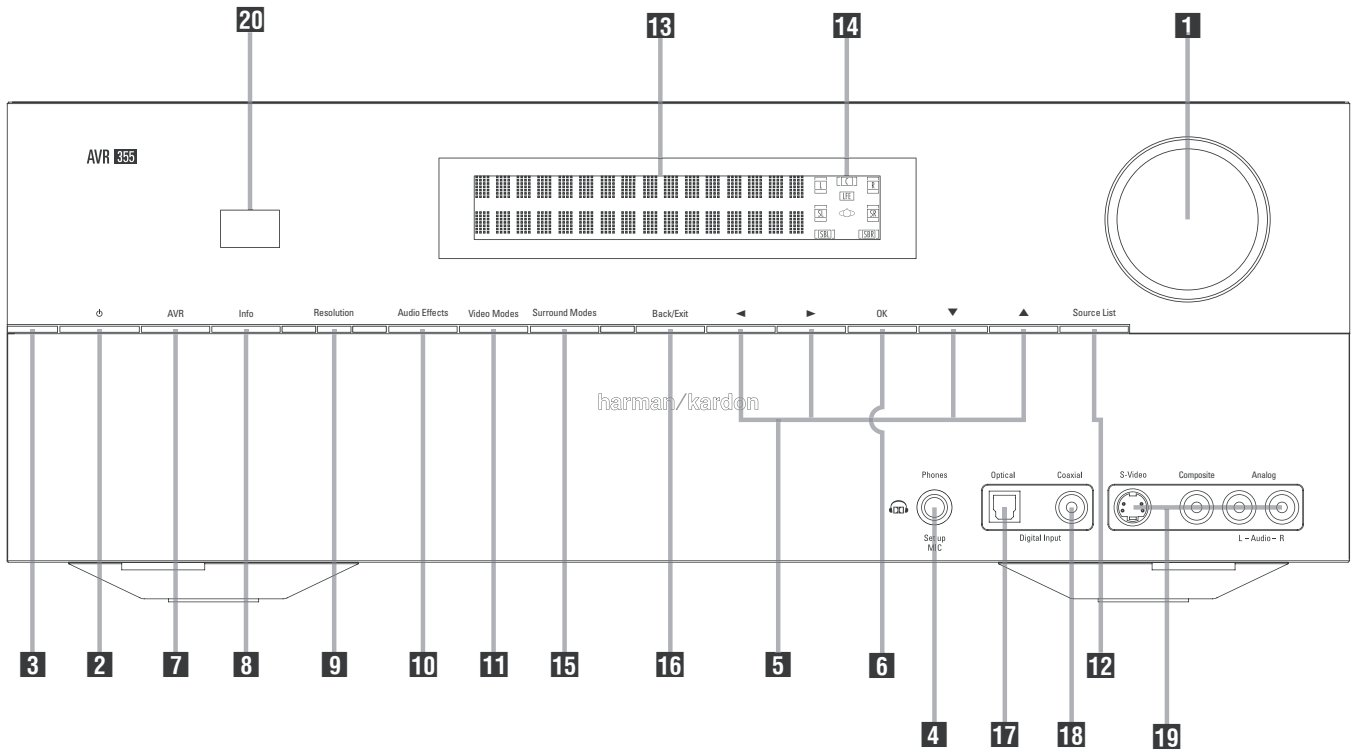 20 13 14 1
AVR 355
L C R
LFE
SL SR
SBL SBR
AVR Info Resolution Audio Effects Video Modes Surround Modes Back/Exit OK Source List
harman/kardon
Phones Optical Coaxial S-Video Composite Analog
Set up MIC
Digital Input
L – Audio – R
3 2 7 8 9 10 11 15 16 5 6 12
4 17 18 19